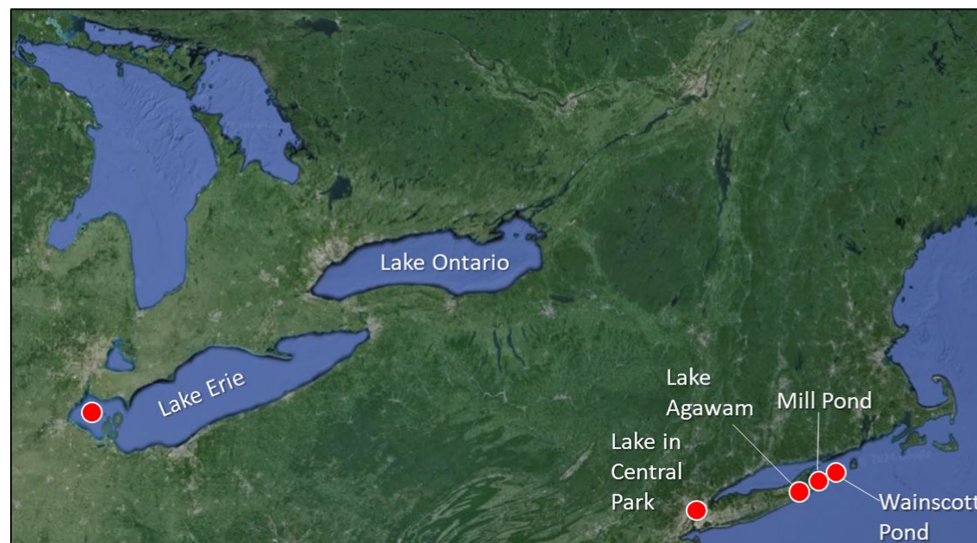 Lake Ontario
Lake Erie
Lake
Agawam
Mill Pond
Lake in
Central
Park
Wainscott
Pond